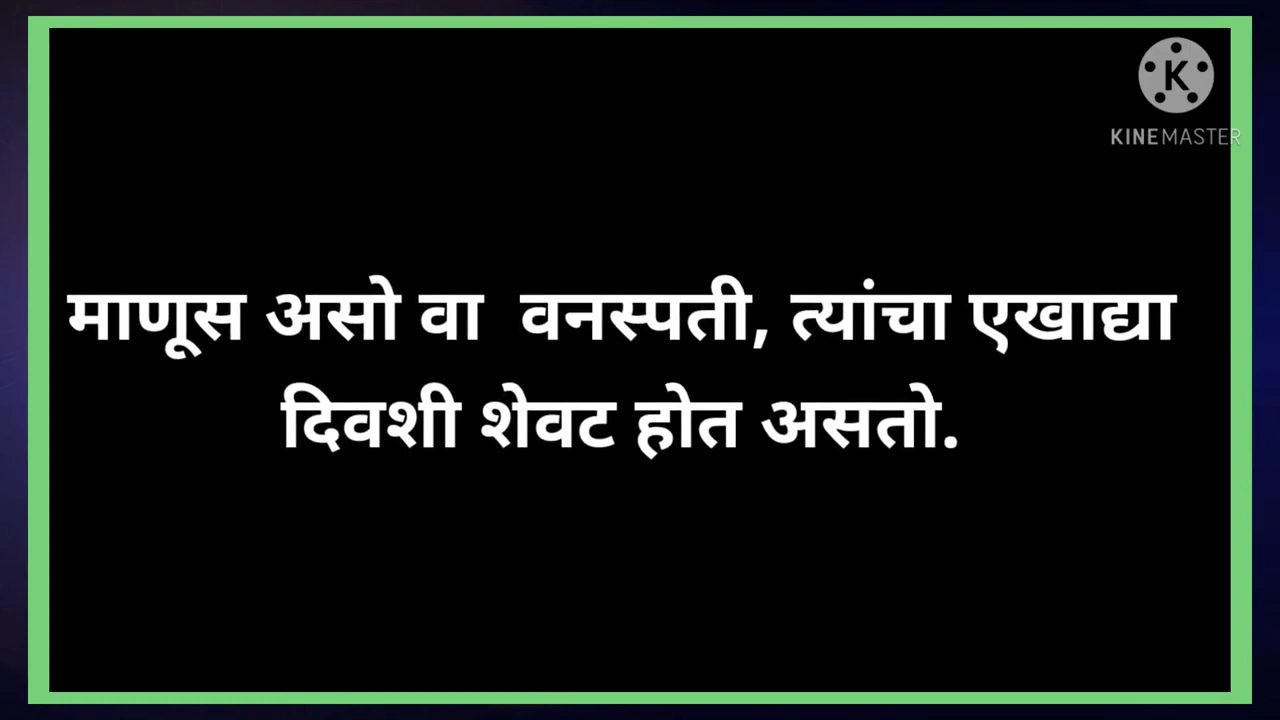 KINEMASTER
माणूस असो वा वनस्पती, त्यांचा एखाद्या
दिवशी शेवट होत असतो.